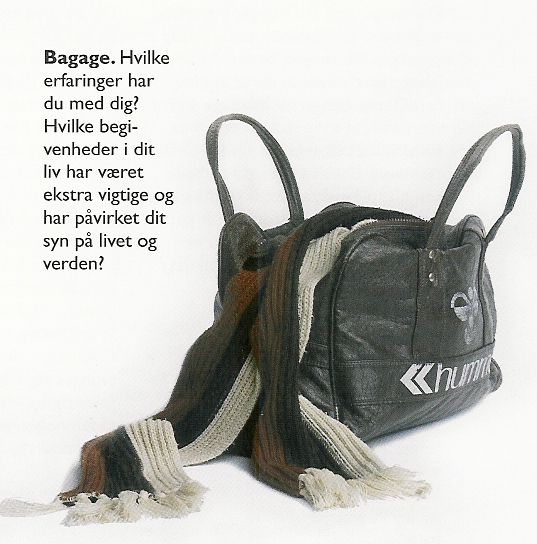 Bagage. Hvilke
erfaringer har
du med dig?
Hvilke begi-
venheder i dit
liv har været
ekstra vigtige og
har påvirket dit
syn på livet og
verden?
humm